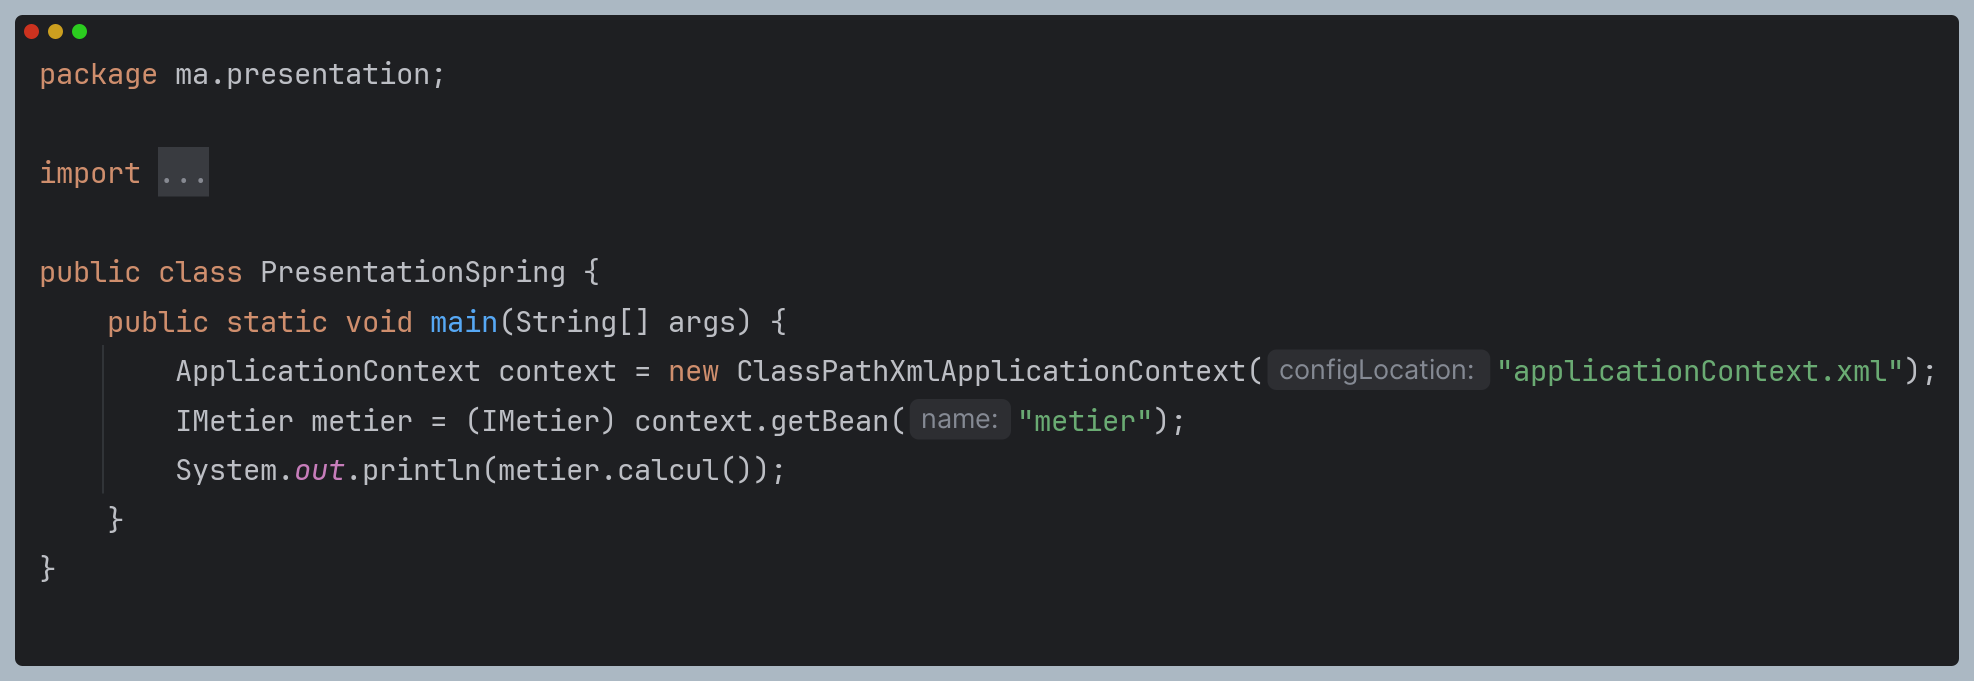 package ma.presentation;
import ...
public class PresentationSpring {
public static void main(String[] args) {
ApplicationContext context = new ClassPathXmlApplicationContext( configLocation: "applicationContext.xml");
IMetier metier = (IMetier) context.getBean( name: "metier");
System.out.println(metier.calcul());
}
}